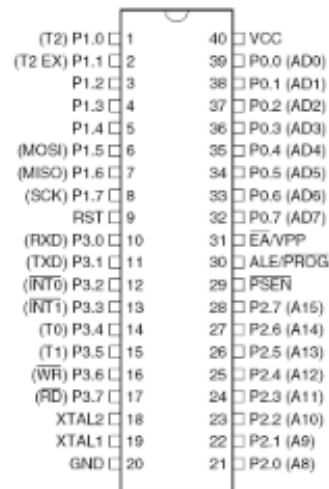 (T2) P1.0 1 40 VCC
(T2 EX) P1.1 2 39 P0.0 (AD0)
P1.2 3 38 P0.1 (AD1)
P1.3 4 37 P0.2 (AD2)
P1.4 5 36 P0.3 (AD3)
(MOSI) P1.5 6 35 P0.4 (AD4)
(MISO) P1.6 7 34 P0.5 (AD5)
(SCK) P1.7 8 33 P0.6 (AD6)
RST 9 32 P0.7 (AD7)
(RXD) P3.0 10 31 E̅A̅/VPP
(TXD) P3.1 11 30 ALE/P̅R̅O̅G̅
(I̅N̅T̅0̅) P3.2 12 29 P̅S̅E̅N̅
(I̅N̅T̅1̅) P3.3 13 28 P2.7 (A15)
(T0) P3.4 14 27 P2.6 (A14)
(T1) P3.5 15 26 P2.5 (A13)
(W̅R̅) P3.6 16 25 P2.4 (A12)
(R̅D̅) P3.7 17 24 P2.3 (A11)
XTAL2 18 23 P2.2 (A10)
XTAL1 19 22 P2.1 (A9)
GND 20 21 P2.0 (A8)